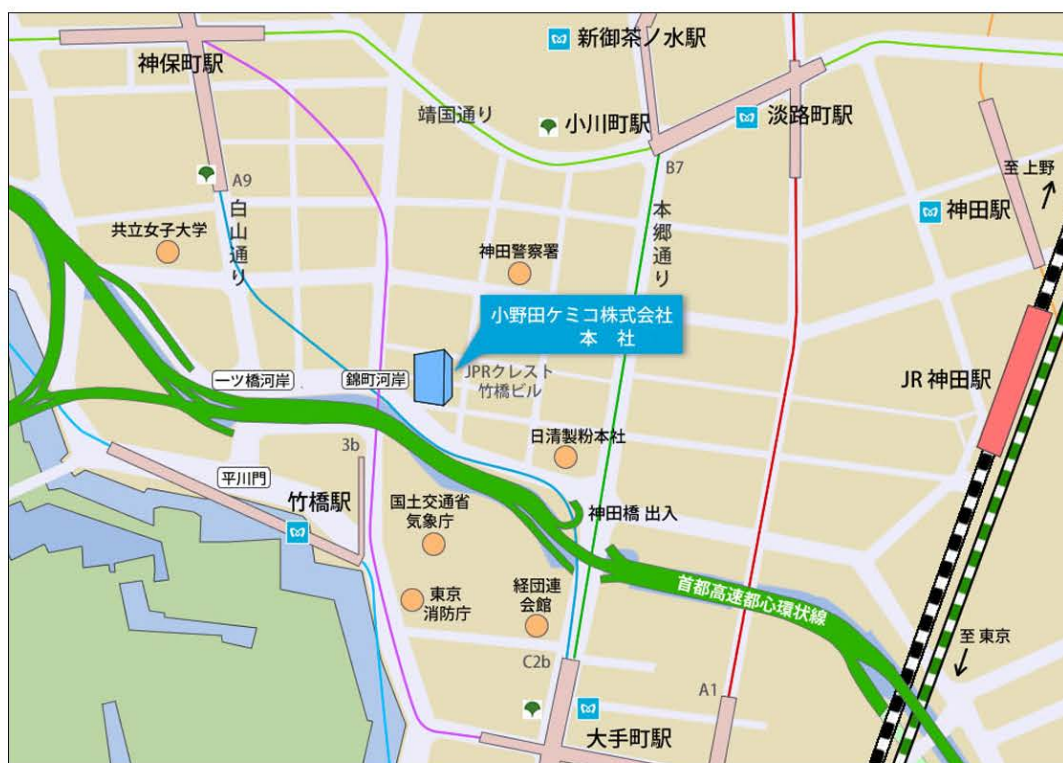 新御茶ノ水駅
神保町駅
靖国通り
小川町駅
淡路町駅
B7
至 上野
A9
白山通り
本郷通り
神田駅
共立女子大学
神田警察署
小野田ケミコ株式会社
本 社
JPRクレスト
竹橋ビル
一ツ橋河岸
錦町河岸
JR 神田駅
3b
日清製粉本社
平川門
竹橋駅
国土交通省
気象庁
神田橋 出入
東京
消防庁
経団連
会館
首都高速都心環状線
至 東京
C2b
A1
大手町駅